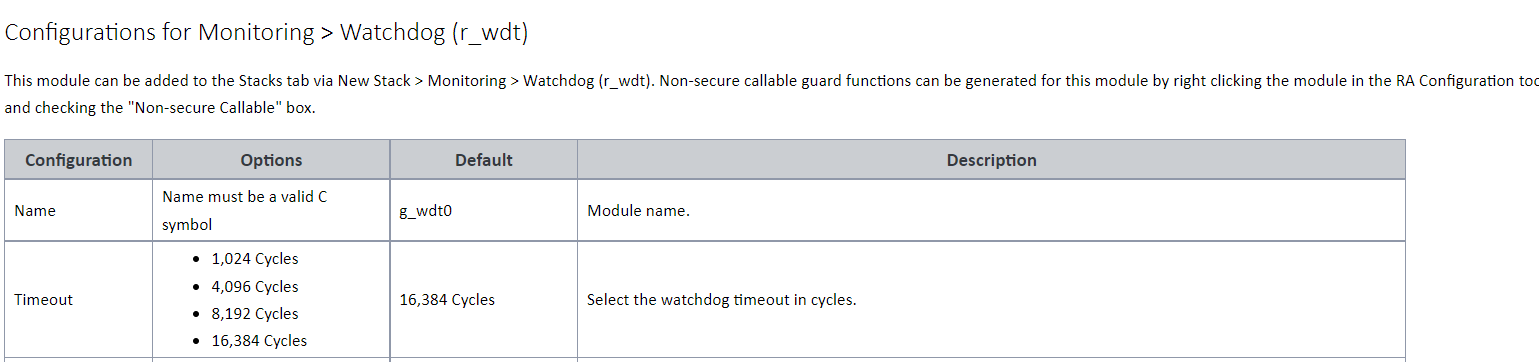 Configurations for Monitoring > Watchdog (r_wdt)
This module can be added to the Stacks tab via New Stack > Monitoring > Watchdog (r_wdt). Non-secure callable guard functions can be generated for this module by right clicking the module in the RA Configuration
and checking the "Non-secure Callable" box.
Configuration Options Default Description
Name Name must be a valid C symbol g_wdt0 Module name.
Timeout
• 1,024 Cycles
• 4,096 Cycles
• 8,192 Cycles
• 16,384 Cycles
16,384 Cycles Select the watchdog timeout in cycles.